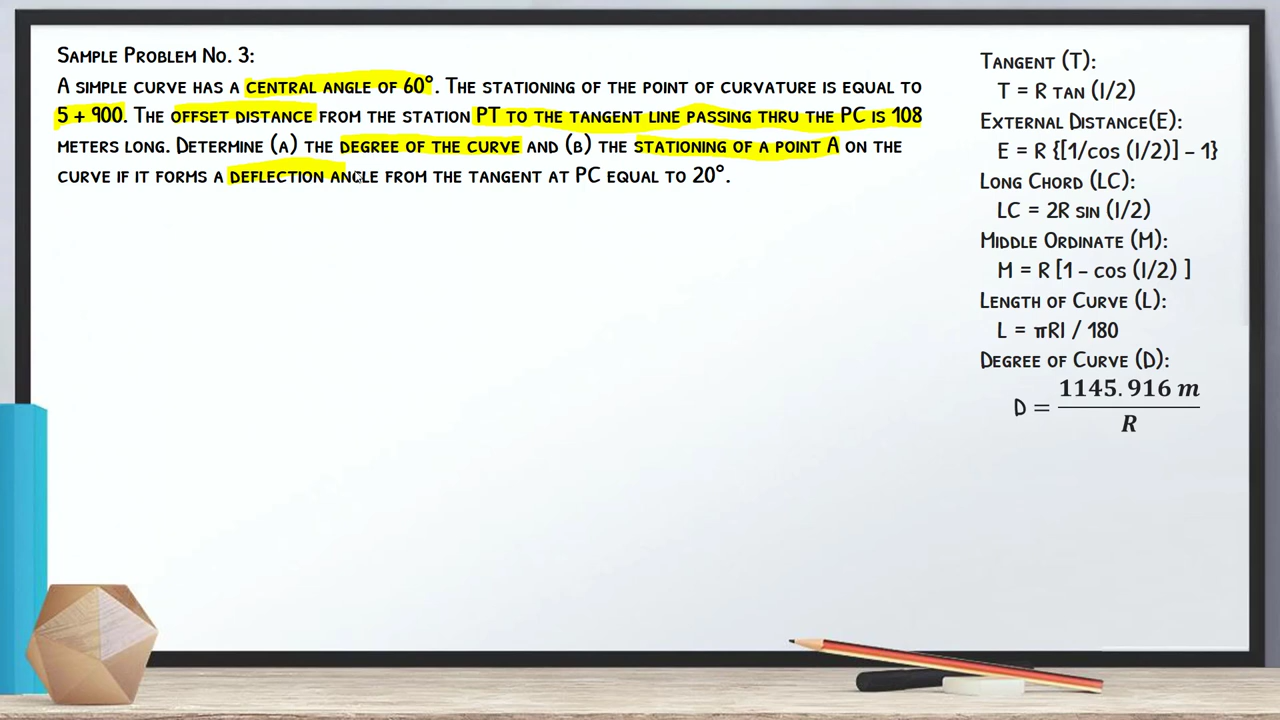 Sample Problem No. 3:
A simple curve has a central angle of 60°. The stationing of the point of curvature is equal to
5 + 900. The offset distance from the station PT to the tangent line passing thru the PC is 108
meters long. Determine (a) the degree of the curve and (b) the stationing of a point A on the
curve if it forms a deflection angle from the tangent at PC equal to 20°.
Tangent (T):
T = R tan (I/2)
External Distance(E):
E = R {[1/cos (I/2)] – 1}
Long Chord (LC):
LC = 2R sin (I/2)
Middle Ordinate (M):
M = R [1 – cos (I/2) ]
Length of Curve (L):
L = πRI / 180
Degree of Curve (D):
D = 1145.916 m / R